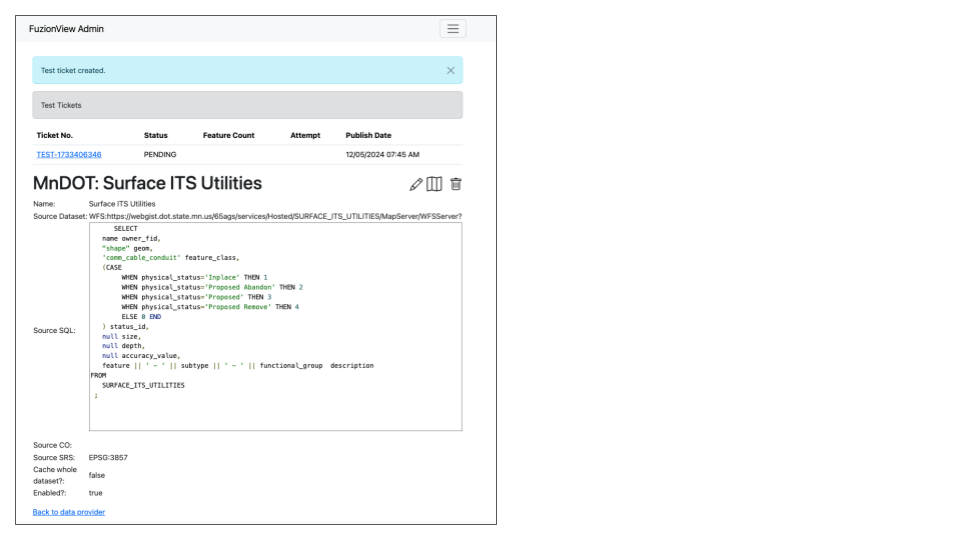 FuzionView Admin
Test ticket created.
Test Tickets
Ticket No. Status Feature Count Attempt Publish Date
TEST-1733406346 PENDING 12/05/2024 07:45 AM
MnDOT: Surface ITS Utilities
Name: Surface ITS Utilities
Source Dataset: WFS:https://webgist.dot.state.mn.us/65ags/services/Hosted/SURFACE_ITS_UTILITIES/MapServer/WFSServer?
SELECT
name owner_fid,
"shape" geom,
'comm_cable_conduit' feature_class,
(CASE
WHEN physical_status='Inplace' THEN 1
WHEN physical_status='Proposed Abandon' THEN 2
WHEN physical_status='Proposed' THEN 3
WHEN physical_status='Proposed Remove' THEN 4
ELSE 0 END
Source SQL:
) status_id,
null size,
null depth,
null accuracy_value,
feature || ' - ' || subtype || ' - ' || functional_group description
FROM
SURFACE_ITS_UTILITIES
;
Source CO:
Source SRS: EPSG:3857
Cache whole
dataset?: false
Enabled?: true
Back to data provider